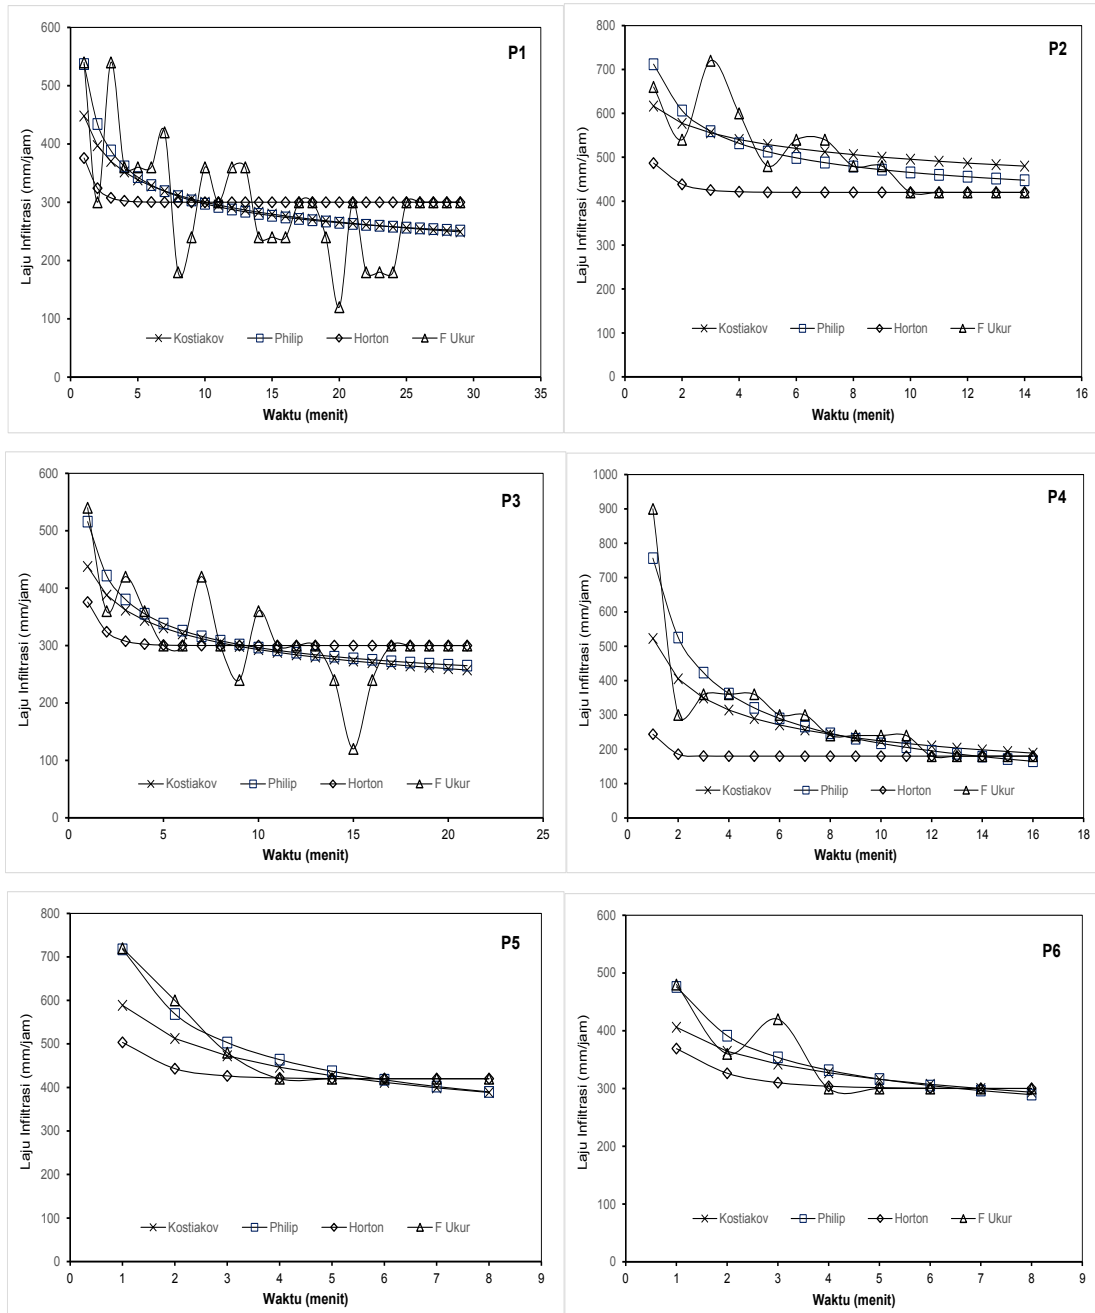 P1
Laju Infiltrasi (mm/jam)
600
500
400
300
200
100
0
Kostiakov Philip Horton F Ukur
0 5 10 15 20 25 30 35
Waktu (menit)
P2
Laju Infiltrasi (mm/jam)
800
700
600
500
400
300
200
100
0
Kostiakov Philip Horton F Ukur
0 2 4 6 8 10 12 14 16
Waktu (menit)
P3
Laju Infiltrasi (mm/jam)
600
500
400
300
200
100
0
Kostiakov Philip Horton F Ukur
0 5 10 15 20 25
Waktu (menit)
P4
Laju Infiltrasi (mm/jam)
1000
900
800
700
600
500
400
300
200
100
0
Kostiakov Philip Horton F Ukur
0 2 4 6 8 10 12 14 16 18
Waktu (menit)
P5
Laju Infiltrasi (mm/jam)
800
700
600
500
400
300
200
100
0
Kostiakov Philip Horton F Ukur
0 1 2 3 4 5 6 7 8 9
Waktu (menit)
P6
Laju Infiltrasi (mm/jam)
600
500
400
300
200
100
0
Kostiakov Philip Horton F Ukur
0 1 2 3 4 5 6 7 8 9
Waktu (menit)